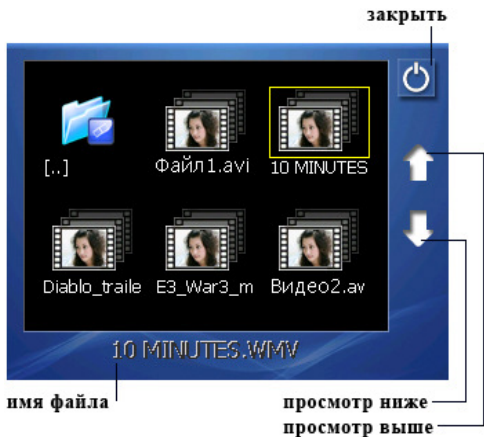 закрыть
[..]
Файл1.avi
10 MINUTES
Diablo_traile
E3_War3_m
Видео2.av
10 MINUTES.WMV
имя файла
просмотр ниже
просмотр выше